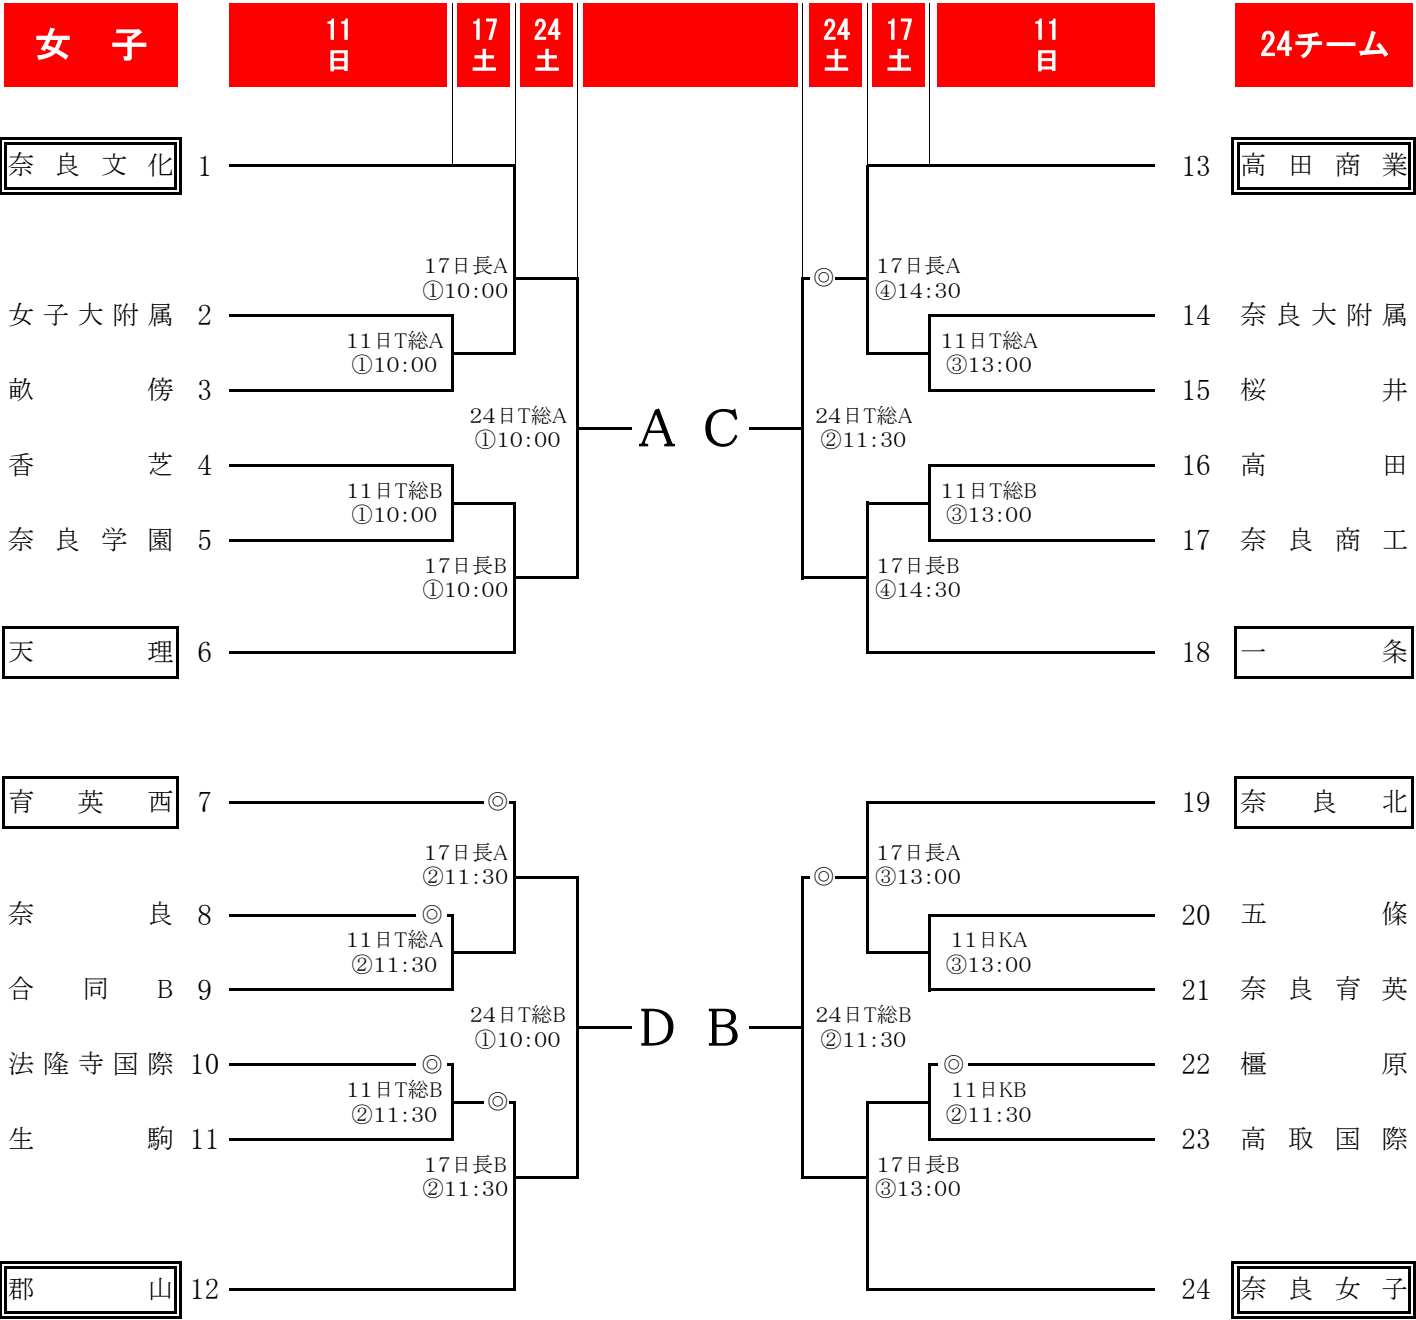 女 子
11
日
17
土
24
土
24
土
17
土
11
日
24チーム
奈良文化 1
17日長A
①10:00
女子大附属 2
11日T総A
①10:00
畝傍 3
24日T総A
①10:00
香芝 4
11日T総B
①10:00
奈良学園 5
17日長B
①10:00
天理 6
A
育英西 7
◎
17日長A
②11:30
奈良 8
◎
11日T総A
②11:30
合同B 9
24日T総B
①10:00
法隆寺国際 10
◎
11日T総B
②11:30
◎
生駒 11
17日長B
②11:30
郡山 12
D
C
13 高田商業
◎
17日長A
④14:30
14 奈良大附属
11日T総A
③13:00
15 桜井
24日T総A
②11:30
16 高田
11日T総B
③13:00
17 奈良商工
17日長B
④14:30
18 一条
B
19 奈良北
17日長A
③13:00
◎
20 五條
11日KA
③13:00
21 奈良育英
24日T総B
②11:30
22 橿原
◎
11日KB
②11:30
23 高取国際
17日長B
③13:00
24 奈良女子